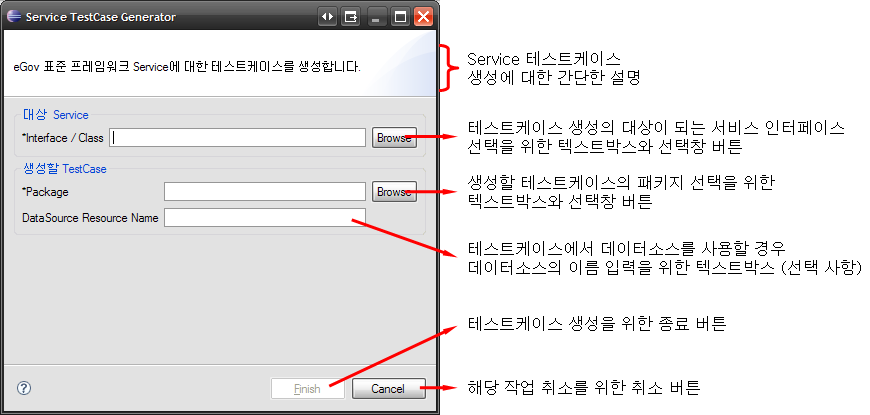 Service TestCase Generator
eGov 표준 프레임워크 Service에 대한 테스트케이스를 생성합니다.
Service 테스트케이스
생성에 대한 간단한 설명
대상 Service
*Interface / Class
Browse
테스트케이스 생성의 대상이 되는 서비스 인터페이스
선택을 위한 텍스트박스와 선택창 버튼
생성할 TestCase
*Package
Browse
생성할 테스트케이스의 패키지 선택을 위한
텍스트박스와 선택창 버튼
DataSource Resource Name
테스트케이스에서 데이터소스를 사용할 경우
데이터소스의 이름 입력을 위한 텍스트박스 (선택 사항)
테스트케이스 생성을 위한 종료 버튼
?
Finish
Cancel
해당 작업 취소를 위한 취소 버튼